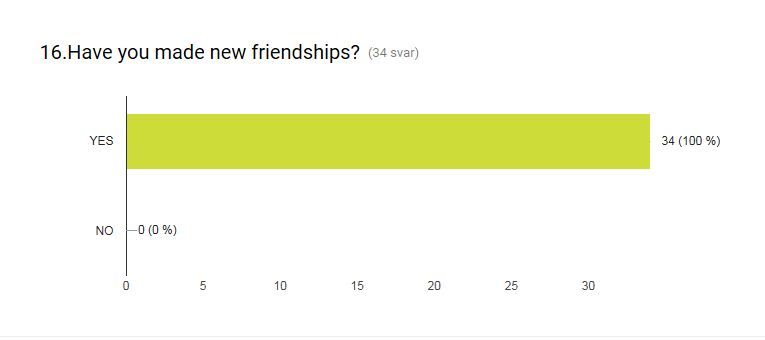 16.Have you made new friendships? (34 svar)
YES 34 (100 %)
NO 0 (0 %)
0 5 10 15 20 25 30